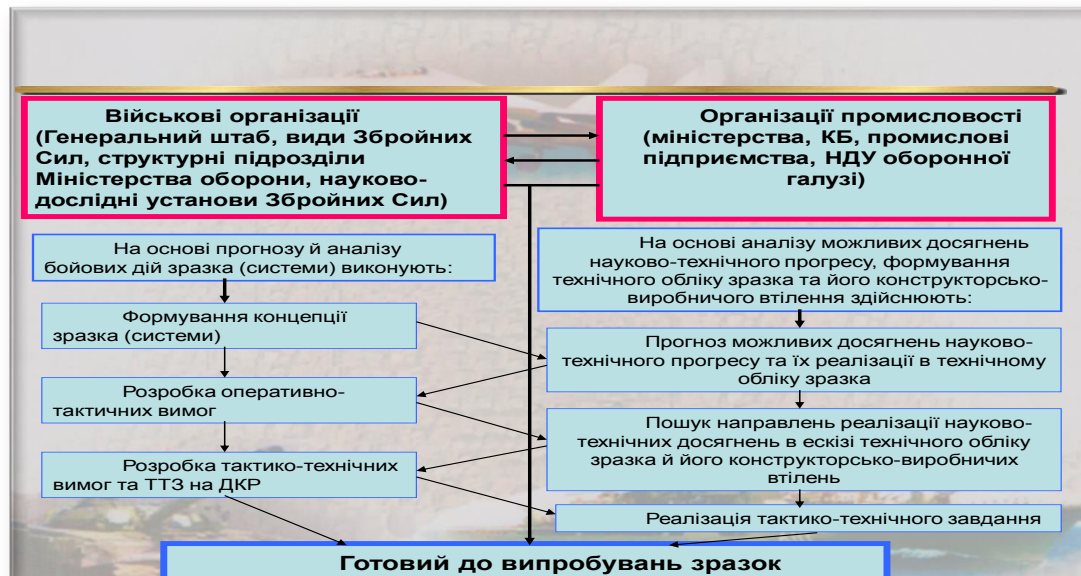 Військові організації
(Генеральний штаб, види Збройних
Сил, структурні підрозділи
Міністерства оборони, науково-
дослідні установи Збройних Сил)
Організації промисловості
(міністерства, КБ, промислові
підприємства, НДУ оборонної
галузі)
На основі прогнозу й аналізу
бойових дій зразка (системи) виконують:
Формування концепції
зразка (системи)
Розробка оперативно-
тактичних вимог
Розробка тактико-технічних
вимог та ТТЗ на ДКР
На основі аналізу можливих досягнень
науково-технічного прогресу, формування
технічного обліку зразка та його конструкторсько-
виробничого втілення здійснюють:
Прогноз можливих досягнень науково-
технічного прогресу та їх реалізації в технічному
обліку зразка
Пошук направлень реалізації науково-
технічних досягнень в ескізі технічного обліку
зразка й його конструкторсько-виробничих
втілень
Реалізація тактико-технічного завдання
Готовий до випробувань зразок